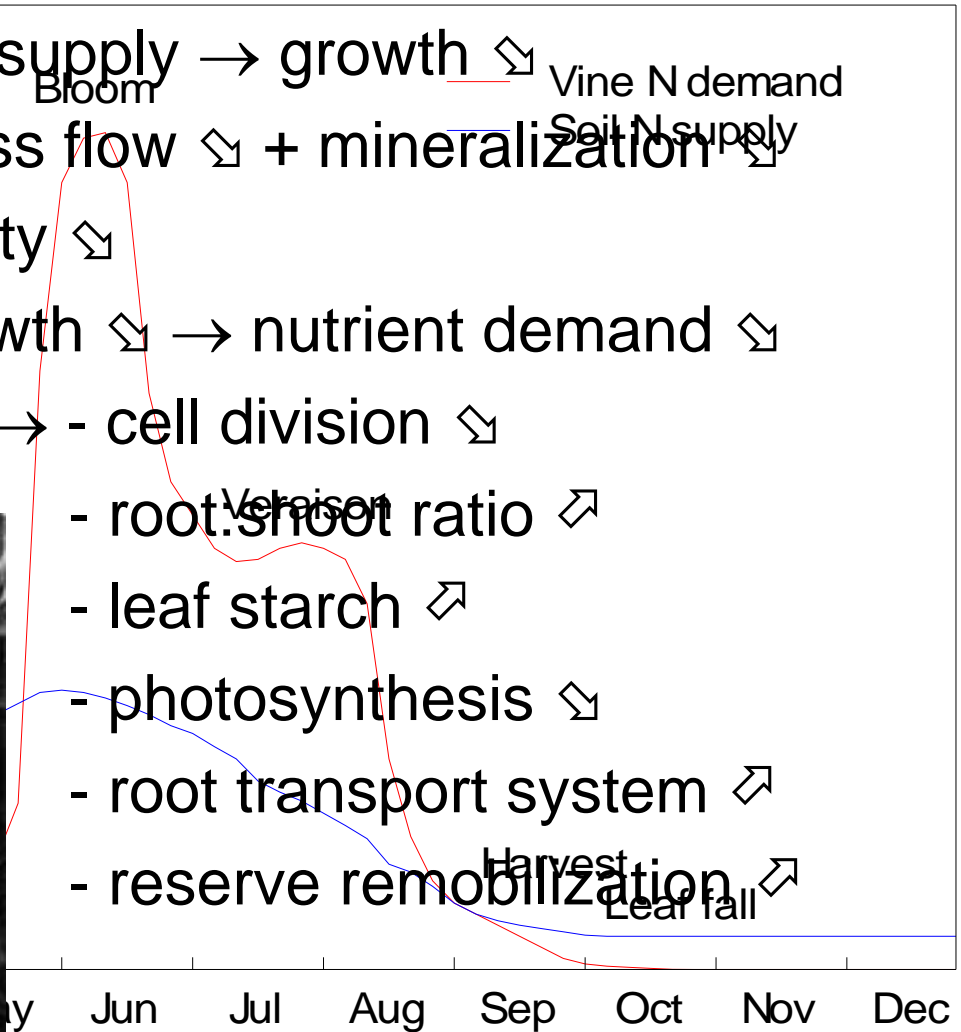 supply → growth ⬂
Bloom
Vine N demand
Soil N supply
ss flow ⬂ + mineralization ⬂
ty ⬂
wth ⬂ → nutrient demand ⬂
→ - cell division ⬂
Veraison
- root:shoot ratio ⬀
- leaf starch ⬀
- photosynthesis ⬂
- root transport system ⬀
Harvest
- reserve remobilization ⬀
Leaf fall
ay Jun Jul Aug Sep Oct Nov Dec